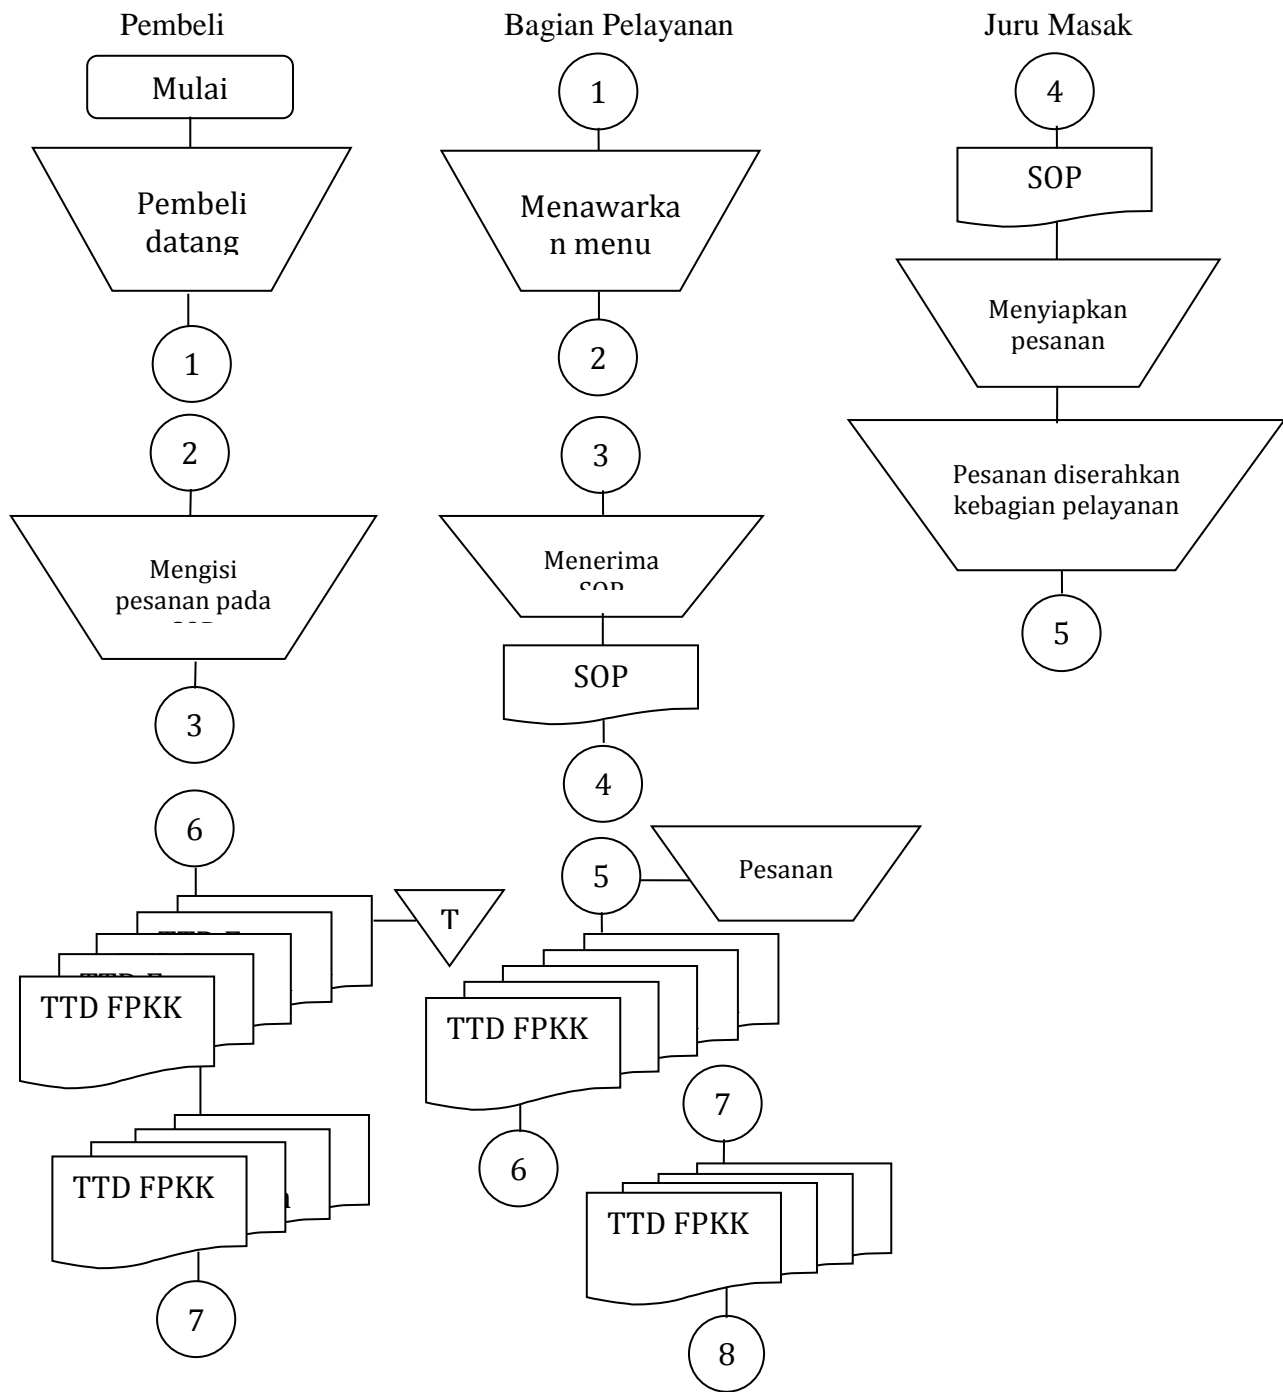 Pembeli
Mulai
Pembeli
datang
1
2
Mengisi
pesanan pada
3
6
T
TTD FPKK
TTD FPKK
7
Bagian Pelayanan
1
Menawarka
n menu
2
3
Menerima
SOP
SOP
4
5
Pesanan
TTD FPKK
6
7
TTD FPKK
8
Juru Masak
4
SOP
Menyiapkan
pesanan
Pesanan diserahkan
kebagian pelayanan
5